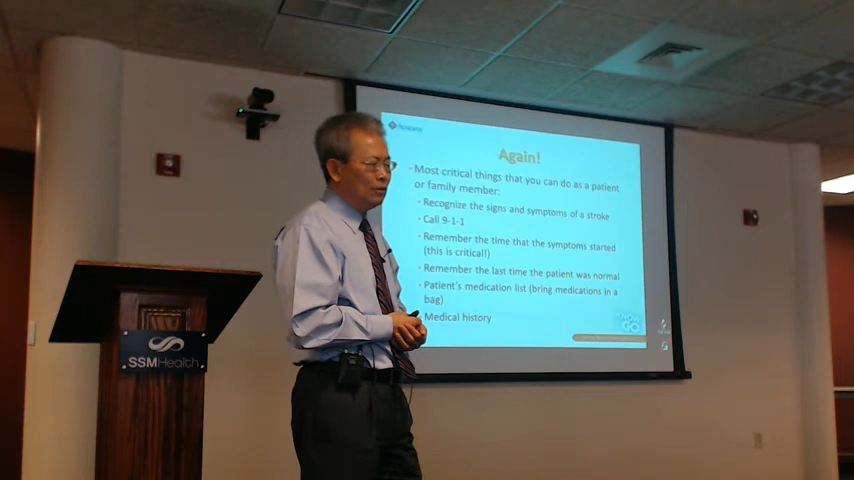 Again!
Most critical things that you can do as a patient
or family member:
Recognize the signs and symptoms of a stroke
Call 9-1-1
Remember the time that the symptoms started
(this is critical!)
Remember the last time the patient was normal
Patient's medication list (bring medications in a
bag)
Medical history
GO
SSMHealth